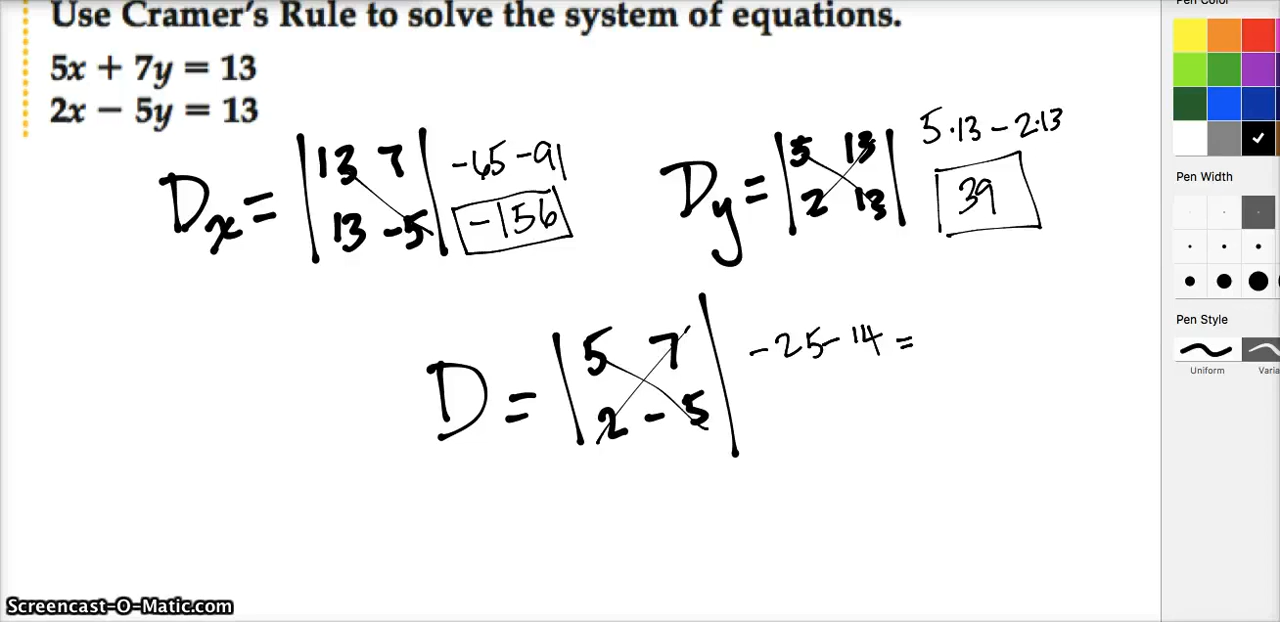 Use Cramer's Rule to solve the system of equations.
5x + 7y = 13
2x − 5y = 13
Dx = | 13 7 | -65 -91
| 13 -5 | -156
Dy = | 5 13 | 5·13 - 2·13
| 2 13 | 39
D = | 5 7 | -25-14 =
| 2 -5 |
Pen Color
Pen Width
Pen Style
Uniform
Varia
Screencast-O-Matic.com